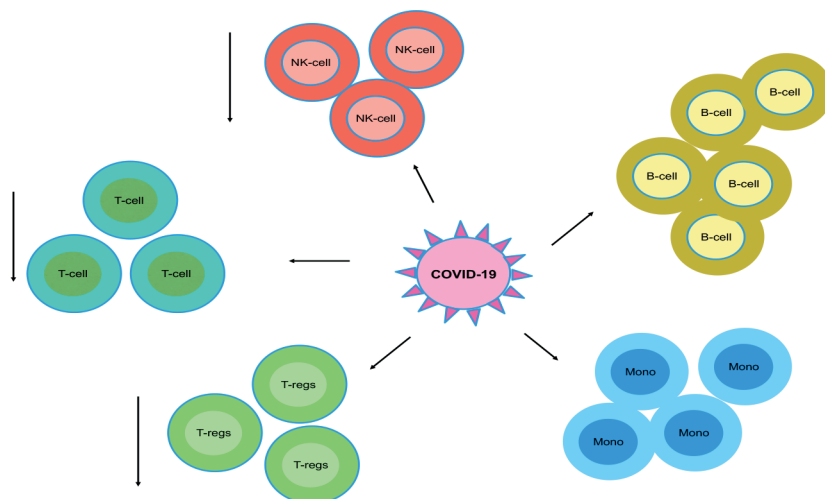 NK-cell
NK-cell
NK-cell
B-cell
B-cell
B-cell
B-cell
B-cell
T-cell
T-cell
T-cell
COVID-19
T-regs
T-regs
T-regs
Mono
Mono
Mono
Mono